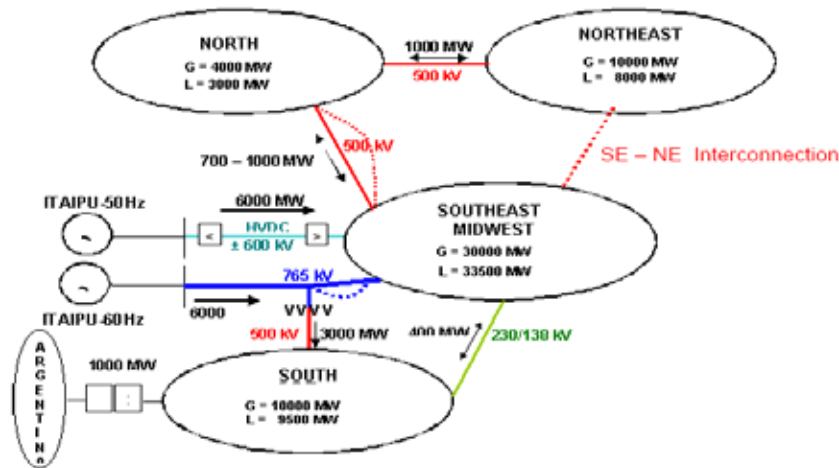 NORTH
G = 4000 MW
L = 3000 MW
1000 MW
500 kV
NORTHEAST
G = 10000 MW
L = 8000 MW
700 – 1000 MW
500 kV
SE – NE Interconnection
ITAIPU-50Hz
6000 MW
<
HVDC
>
± 600 kV
SOUTHEAST
MIDWEST
G = 30000 MW
L = 33500 MW
765 kV
ITAIPU-60Hz
6000
VVVV
500 kV
3000 MW
400 MW
230/138 kV
1000 MW
ARGENTINO
SOUTH
G = 10000 MW
L = 9500 MW